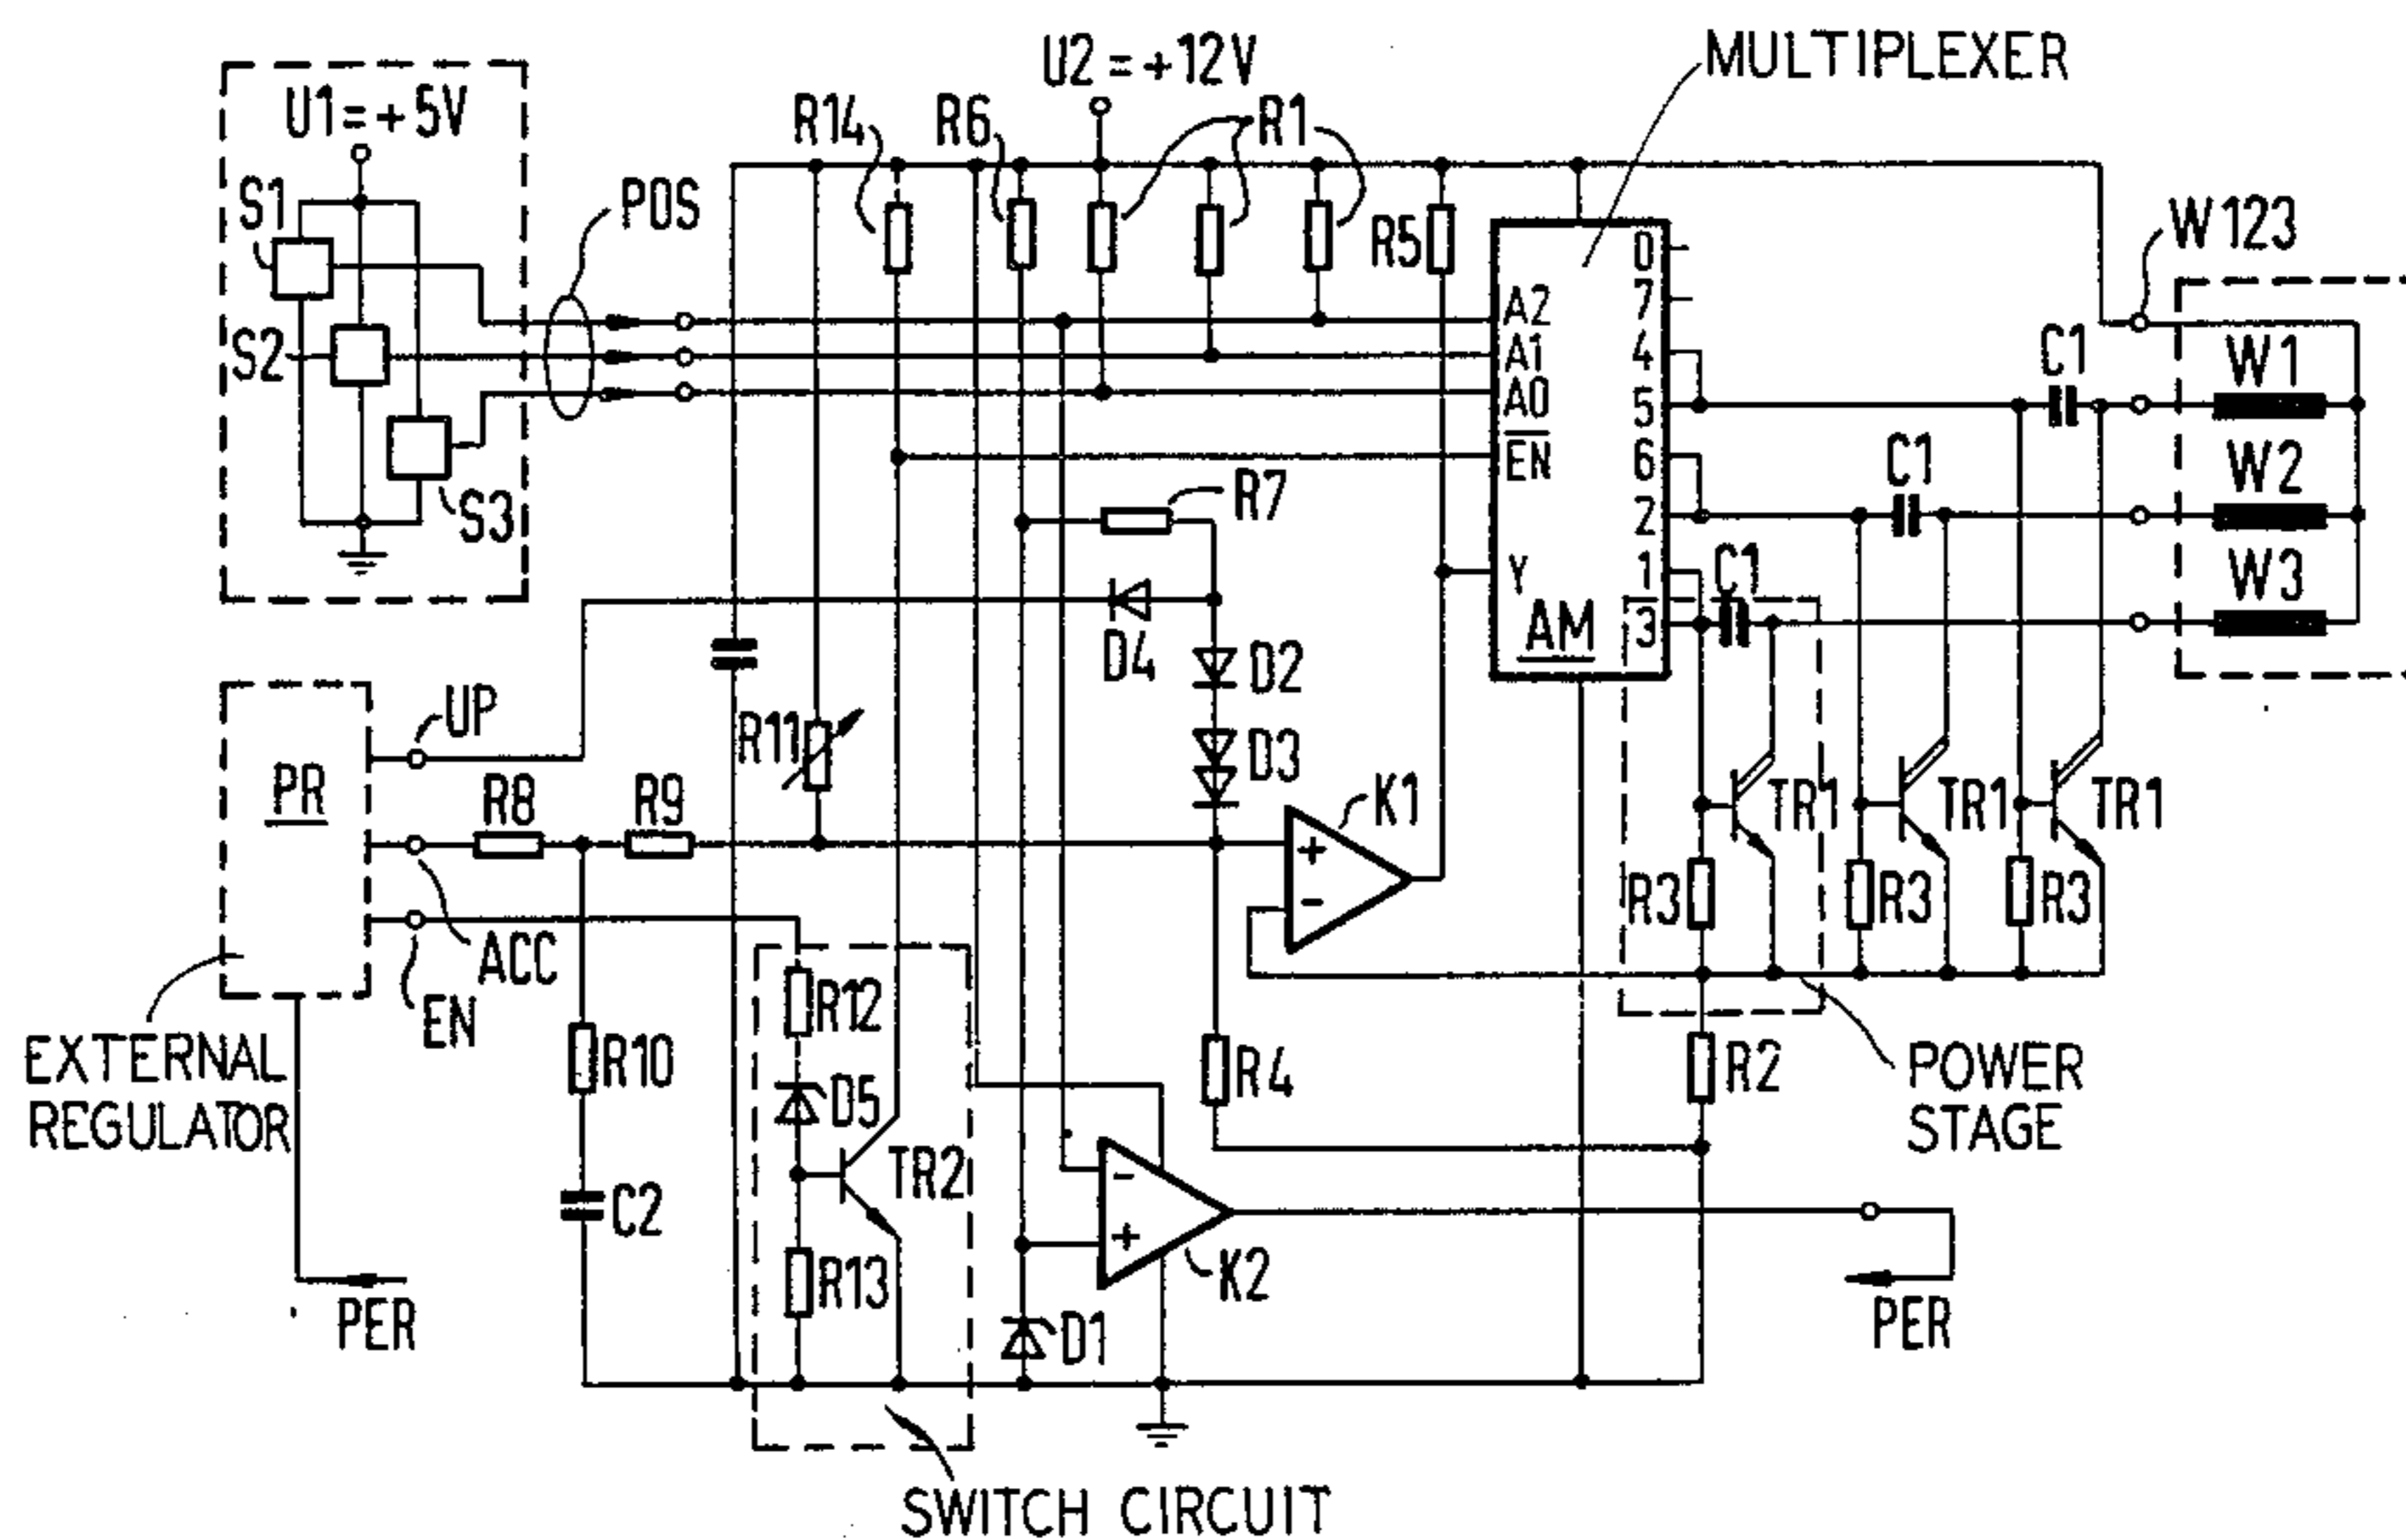 U2 = +12V
MULTIPLEXER
U1 = +5V
R14
R6
R1
S1
POS
W123
R5
0
7
A2
S2
A1
4
C1
W1
A0
5
EN
6
C1
W2
S3
R7
2
Y
1
C1
W3
AM
3
D4
D2
UP
R11
D3
PR
R8
R9
K1
TR1
TR1
TR1
+
-
R3
R3
R3
ACC
EN
R12
EXTERNAL
REGULATOR
R10
D5
R4
R2
POWER
STAGE
TR2
-
+
C2
K2
R13
D1
PER
PER
SWITCH CIRCUIT